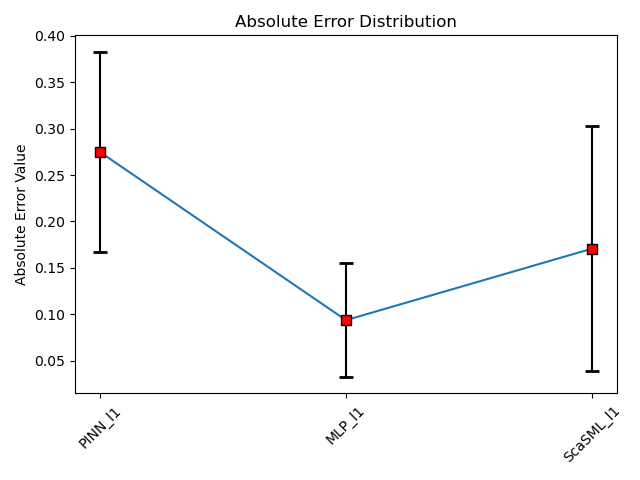 Absolute Error Distribution
Absolute Error Value
0.40
0.35
0.30
0.25
0.20
0.15
0.10
0.05
PINN_l1
MLP_l1
ScaSML_l1